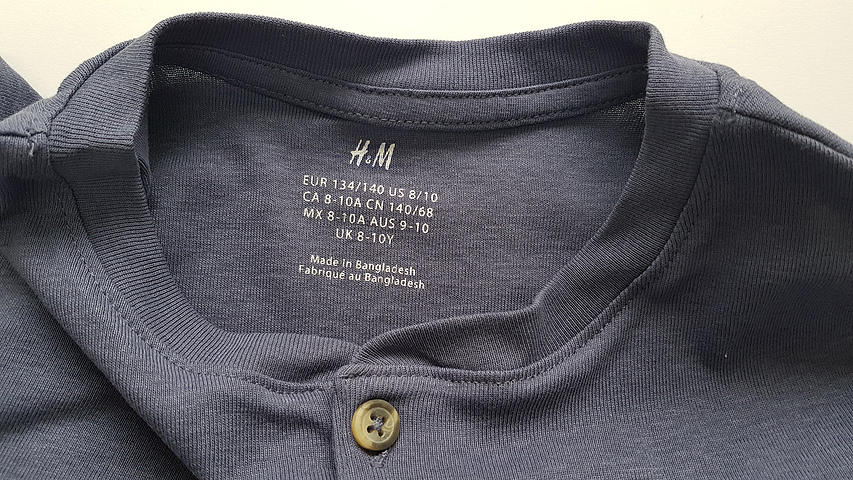 H&M
EUR 134/140 US 8/10
CA 8-10A CN 140/68
MX 8-10A AUS 9-10
UK 8-10Y
Made in Bangladesh
Fabriqué au Bangladesh